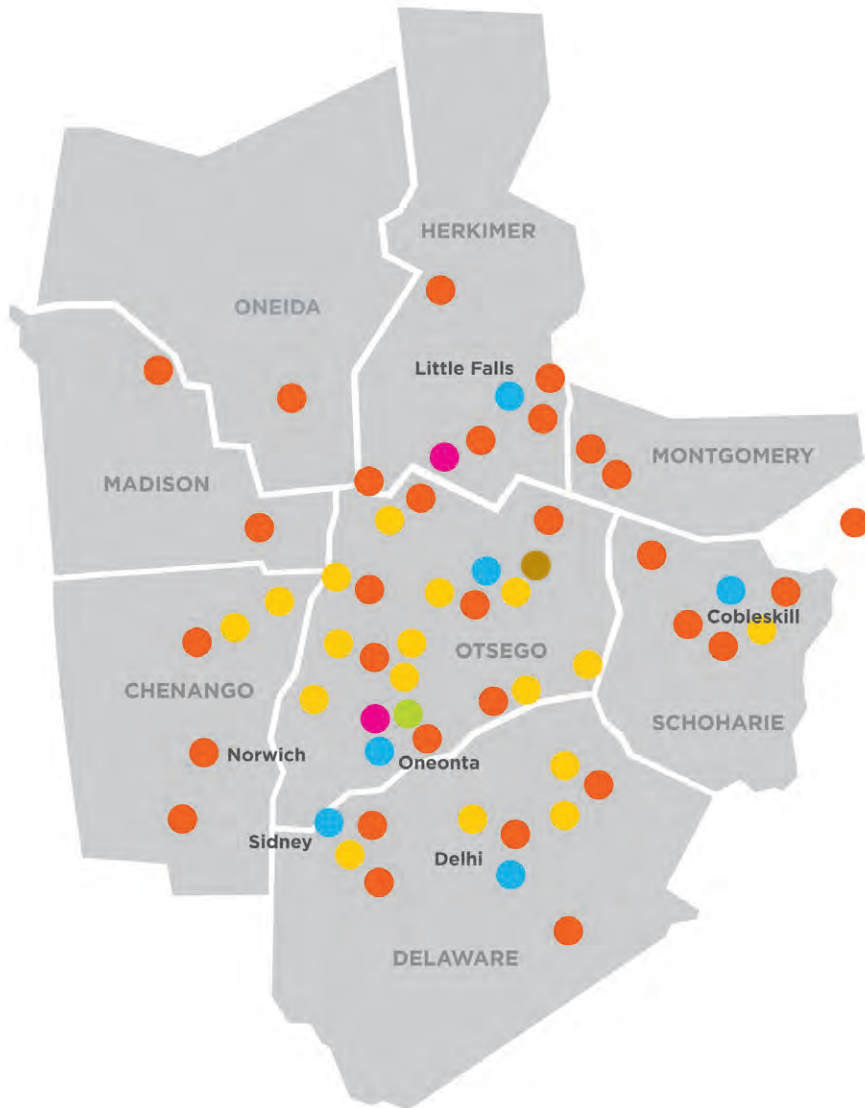 HERKIMER
ONEIDA
Little Falls
MONTGOMERY
MADISON
Cobleskill
OTSEGO
CHENANGO
SCHOHARIE
Norwich
Oneonta
Sidney
Delhi
DELAWARE